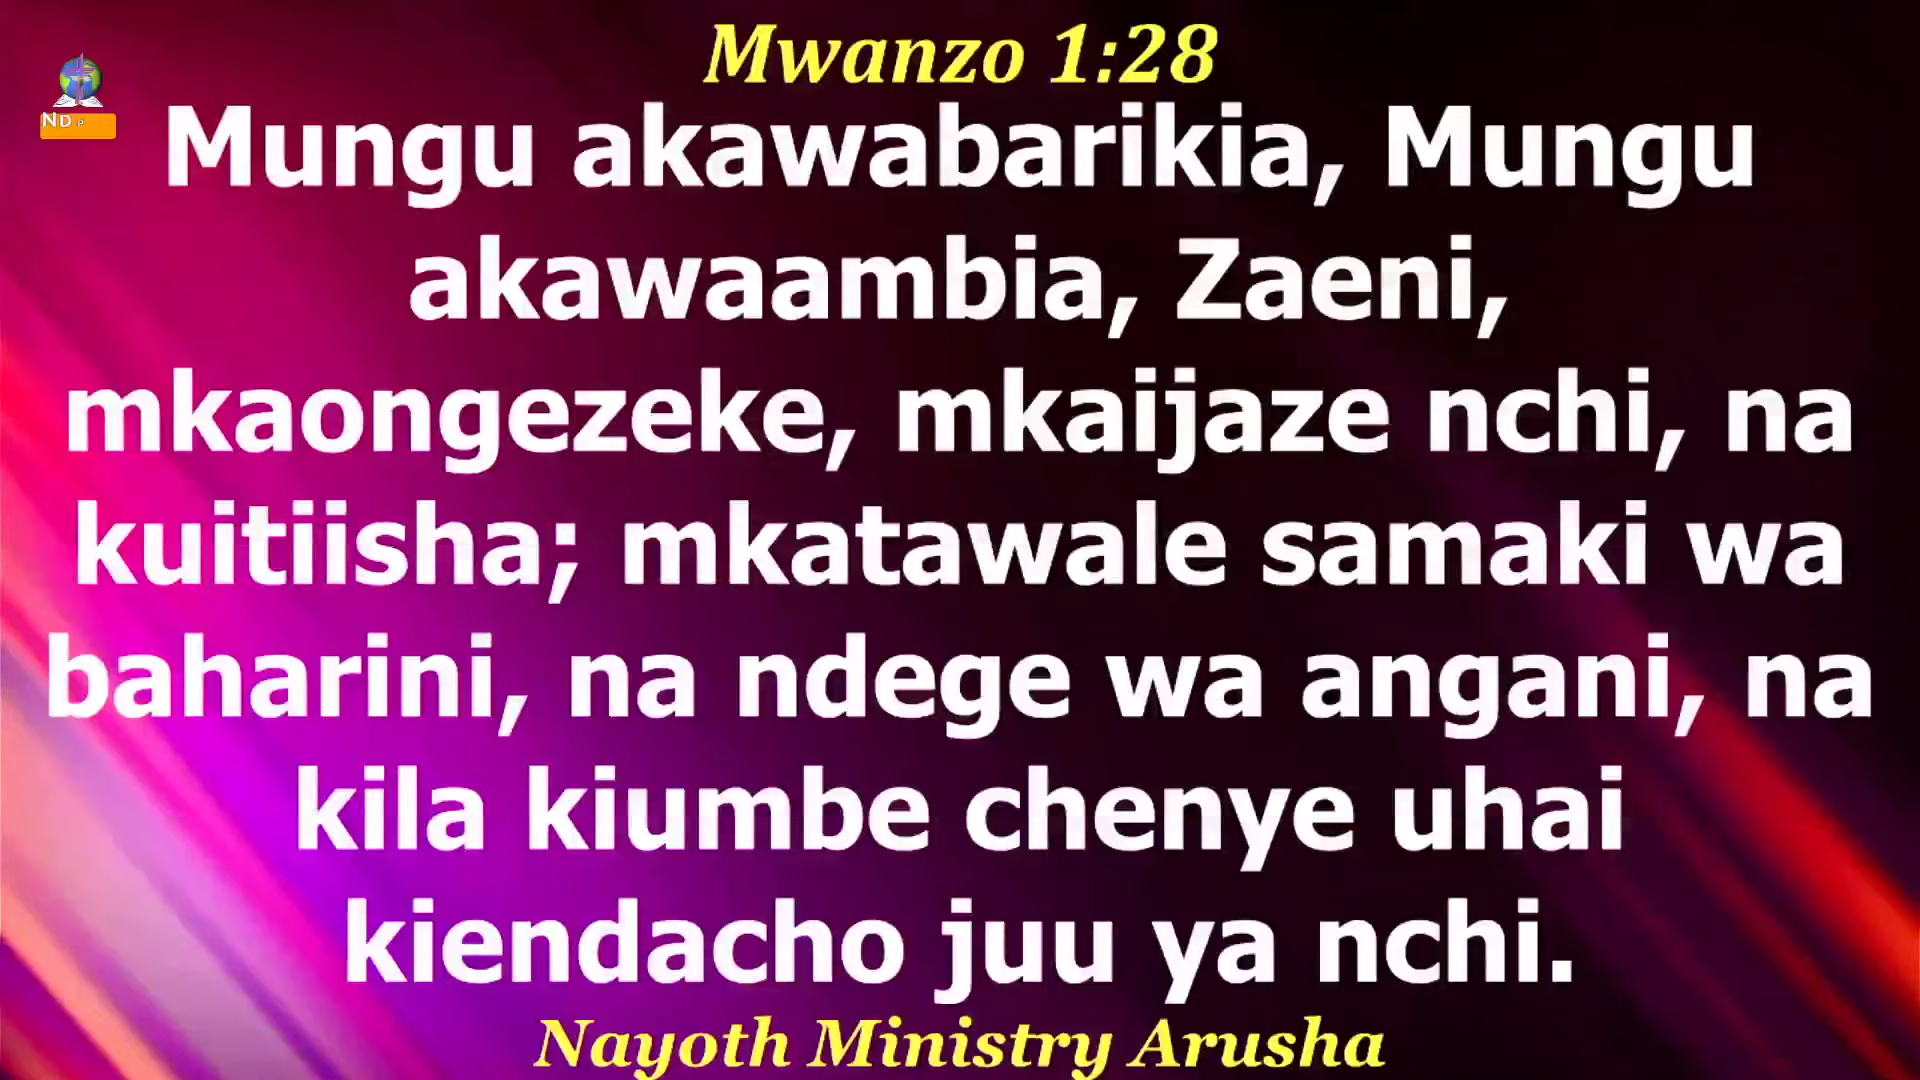 Mwanzo 1:28
ND P
Mungu akawabarikia, Mungu
akawaambia, Zaeni,
mkaongezeke, mkaijaze nchi, na
kuitiisha; mkatawale samaki wa
baharini, na ndege wa angani, na
kila kiumbe chenye uhai
kiendacho juu ya nchi.
Nayoth Ministry Arusha